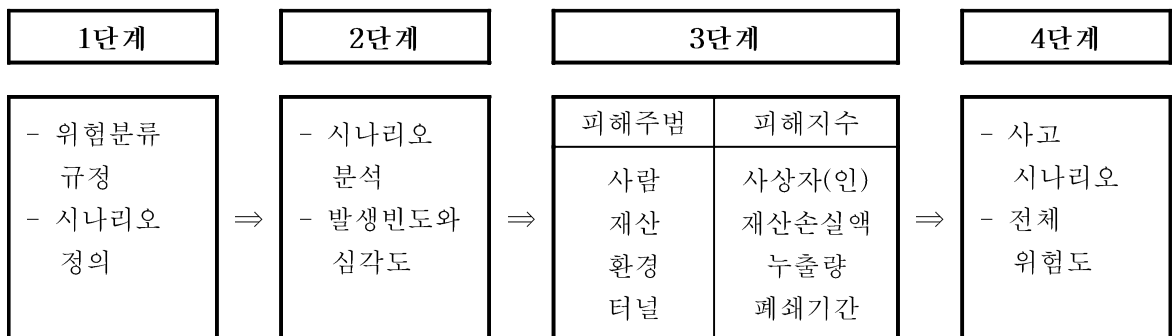 1단계
- 위험분류
규정
- 시나리오
정의
⇒
2단계
- 시나리오
분석
- 발생빈도와
심각도
⇒
3단계
피해주범 피해지수
사람 사상자(인)
재산 재산손실액
환경 누출량
터널 폐쇄기간
⇒
4단계
- 사고
시나리오
- 전체
위험도